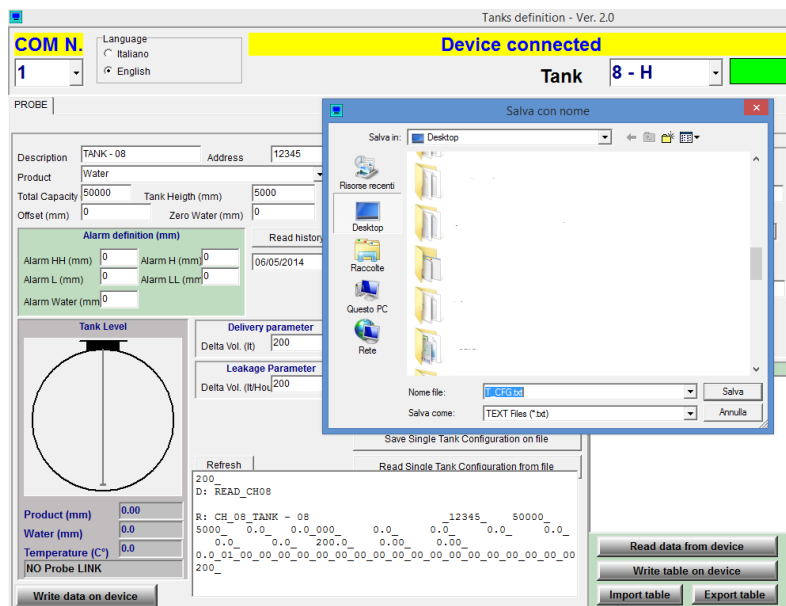 Tanks definition - Ver. 2.0
COM N.
Language
Italiano
English
Device connected
1
Tank
8 - H
PROBE
Description
TANK - 08
Address
12345
Product
Water
Total Capacity
50000
Tank Heigth (mm)
5000
Offset (mm)
0
Zero Water (mm)
0
Alarm definition (mm)
Alarm HH (mm)
0
Alarm H (mm)
0
Alarm L (mm)
0
Alarm LL (mm
0
Alarm Water (mm
0
Read history
06/05/2014
Tank Level
Delivery parameter
Delta Vol. (lt)
200
Leakage Parameter
Delta Vol. (lt/Hou
200
Salva con nome
Salva in:
Desktop
Risorse recenti
Desktop
Raccolte
Questo PC
Rete
Nome file:
T_CFG.txt
Salva
Salva come:
TEXT Files (*.txt)
Annulla
Save Single Tank Configuration on file
Refresh
Read Single Tank Configuration from file
200_
D: READ_CH08
R: CH_08_TANK - 08 _12345_ 50000_
5000_ 0.0_ 0.0_000_ 0.0_ 0.0_ 0.0_ 0.0_
0.0_ 0.0_ 200.0_ 0.00_ 0.00_
0.0_01_00_00_00_00_00_00_00_00_00_00_00_00_00_00_00
200_
Product (mm)
0.00
Water (mm)
0.0
Temperature (C°)
0.0
NO Probe LINK
Write data on device
Read data from device
Write table on device
Import table
Export table